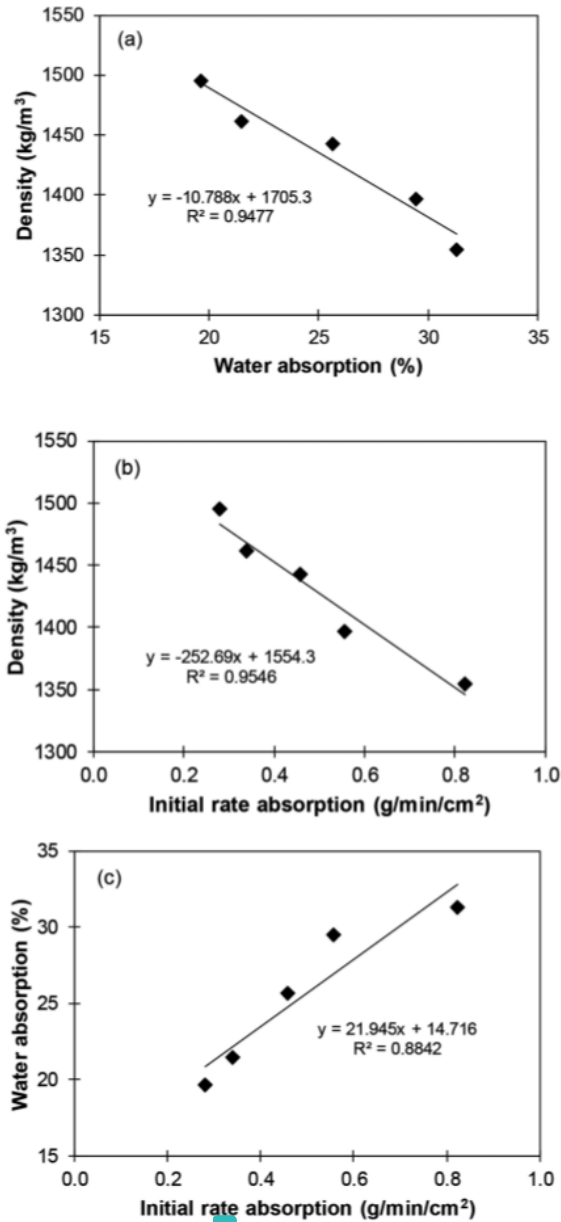 (a)
Density (kg/m³)
1550
1500
1450
1400
1350
1300
y = -10.788x + 1705.3
R² = 0.9477
15 20 25 30 35
Water absorption (%)
(b)
Density (kg/m³)
1550
1500
1450
1400
1350
1300
y = -252.69x + 1554.3
R² = 0.9546
0.0 0.2 0.4 0.6 0.8 1.0
Initial rate absorption (g/min/cm²)
(c)
Water absorption (%)
35
30
25
20
15
y = 21.945x + 14.716
R² = 0.8842
0.0 0.2 0.4 0.6 0.8 1.0
Initial rate absorption (g/min/cm²)